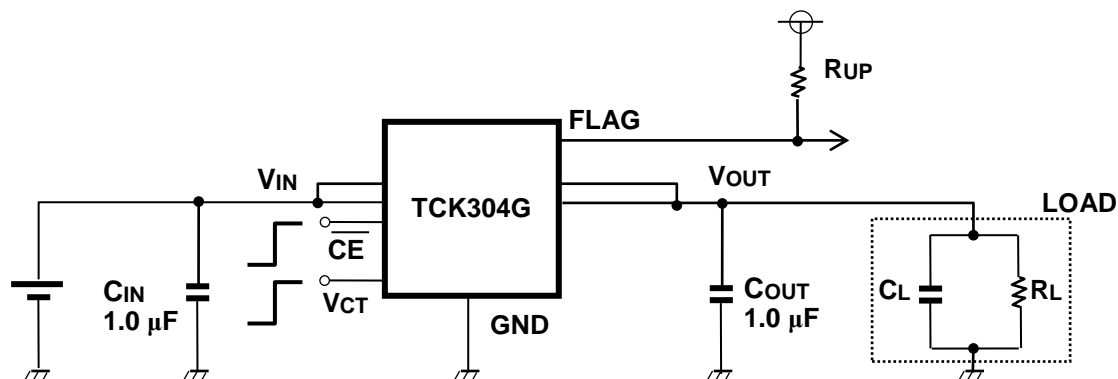 RUP
FLAG
VIN
VOUT
TCK304G
LOAD
CE
CIN
1.0 μF
VCT
COUT
1.0 μF
CL
RL
GND